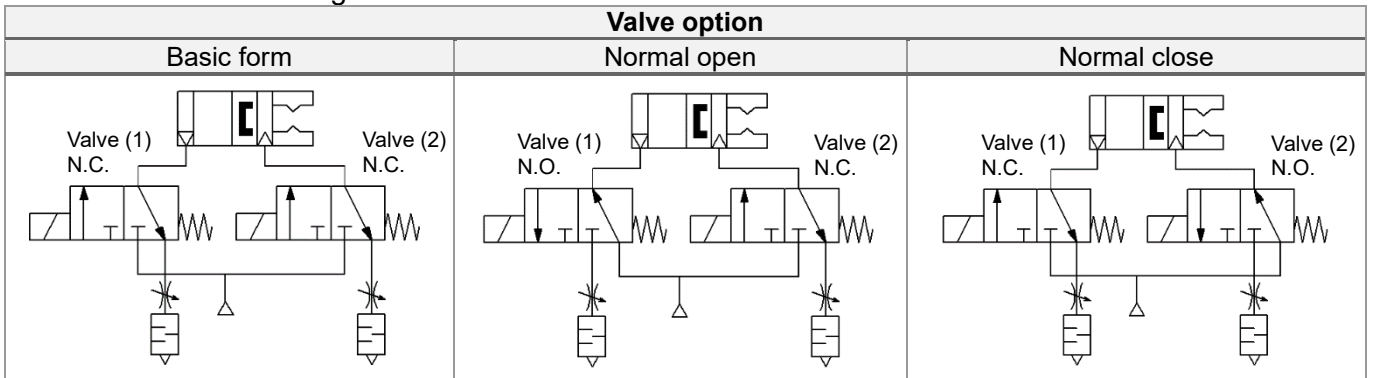 Valve option
Basic form
Normal open
Normal close
Valve (1)
N.C.
Valve (2)
N.C.
Valve (1)
N.O.
Valve (2)
N.C.
Valve (1)
N.C.
Valve (2)
N.O.